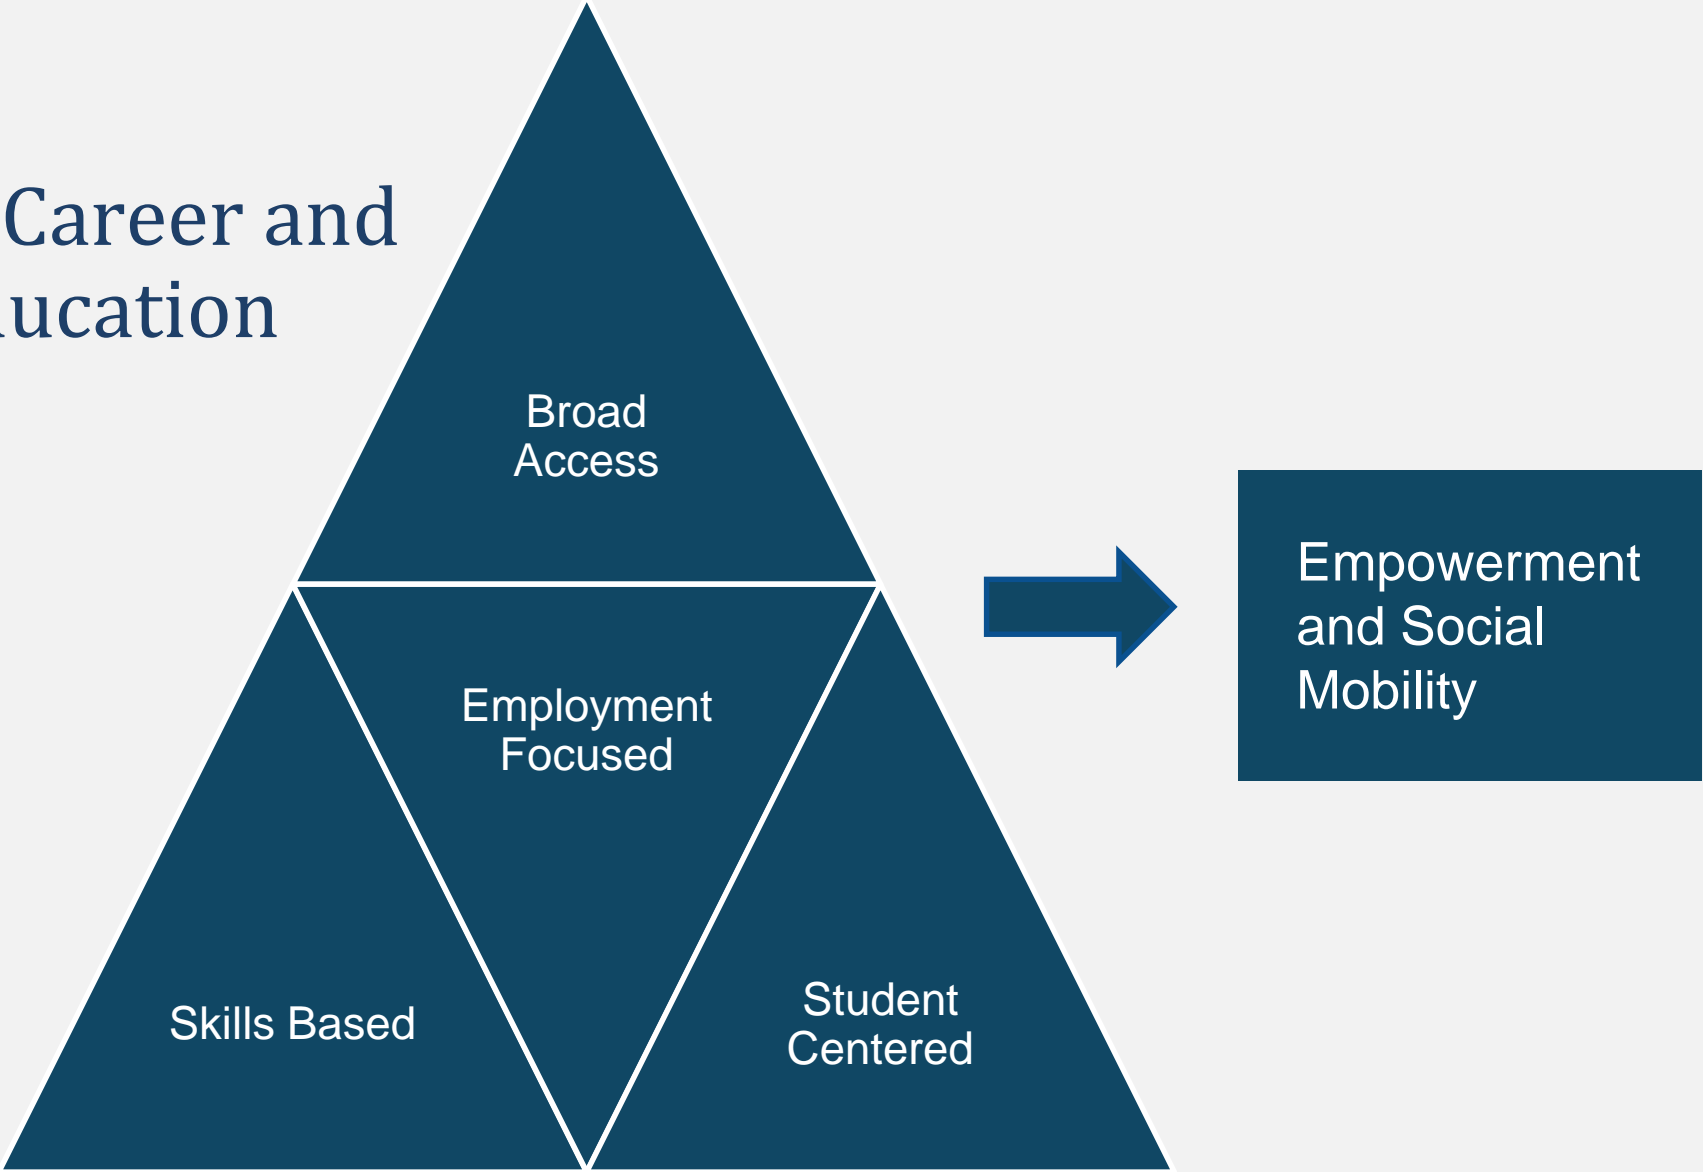 Career and
ucation
Broad
Access
Employment
Focused
Skills Based
Student
Centered
Empowerment
and Social
Mobility